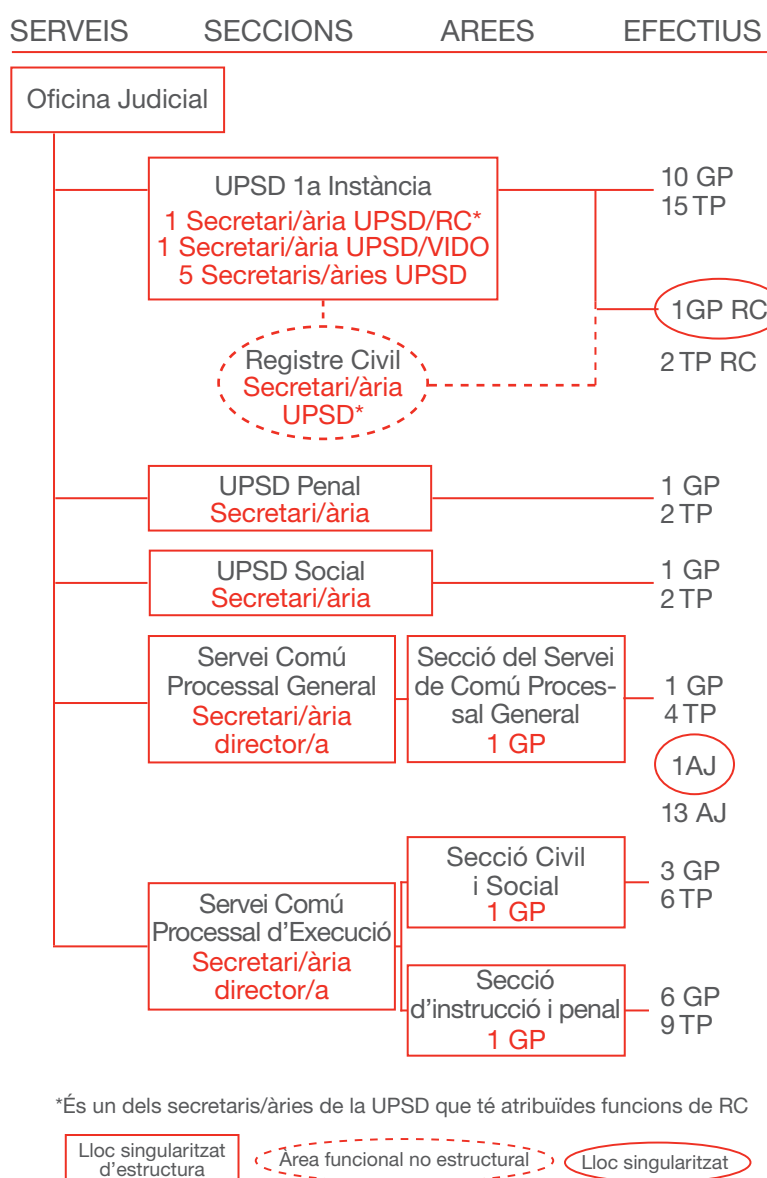 SERVEIS SECCIONS AREES EFECTIUS
Oficina Judicial
UPSD 1a Instància
1 Secretari/ària UPSD/RC*
1 Secretari/ària UPSD/VIDO
5 Secretaris/àries UPSD
10 GP
15 TP
1GP RC
2 TP RC
Registre Civil
Secretari/ària
UPSD*
UPSD Penal
Secretari/ària
1 GP
2 TP
UPSD Social
Secretari/ària
1 GP
2 TP
Servei Comú
Processal General
Secretari/ària
director/a
Secció del Servei
de Comú Proces-
sal General
1 GP
1 GP
4 TP
1AJ
13 AJ
Servei Comú
Processal d'Execució
Secretari/ària
director/a
Secció Civil
i Social
1 GP
3 GP
6 TP
Secció
d'instrucció i penal
1 GP
6 GP
9 TP
*És un dels secretaris/àries de la UPSD que té atribuïdes funcions de RC
Lloc singularitzat
d'estructura
Àrea funcional no estructural
Lloc singularitzat